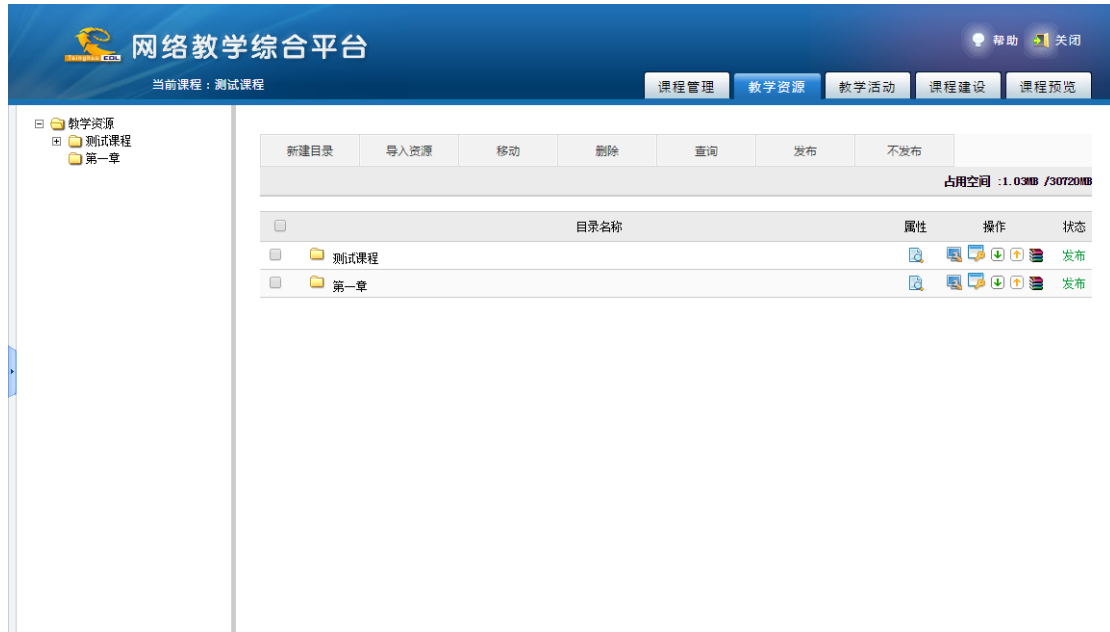 网络教学综合平台
帮助 关闭
Tsinghua COL
当前课程：测试课程
课程管理 教学资源 教学活动 课程建设 课程预览
教学资源
测试课程
第一章
新建目录 导入资源 移动 删除 查询 发布 不发布
占用空间 :1.03MB /30720MB
目录名称 属性 操作 状态
测试课程 发布
第一章 发布